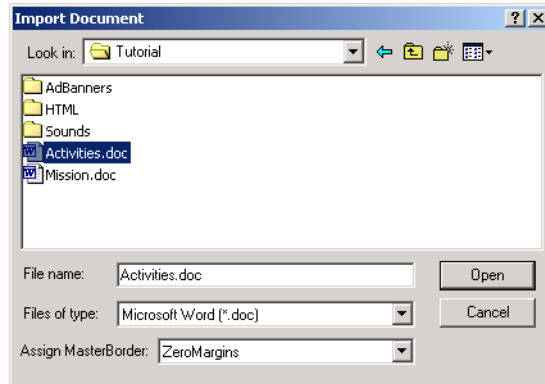 Import Document
Look in: Tutorial
AdBanners
HTML
Sounds
Activities.doc
Mission.doc
File name: Activities.doc Open
Files of type: Microsoft Word (*.doc) Cancel
Assign MasterBorder: ZeroMargins